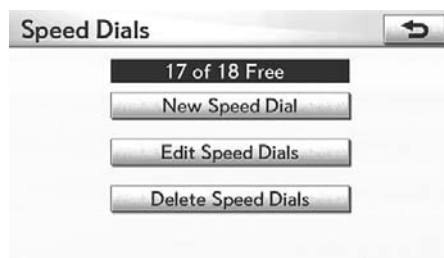 Speed Dials
17 of 18 Free
New Speed Dial
Edit Speed Dials
Delete Speed Dials